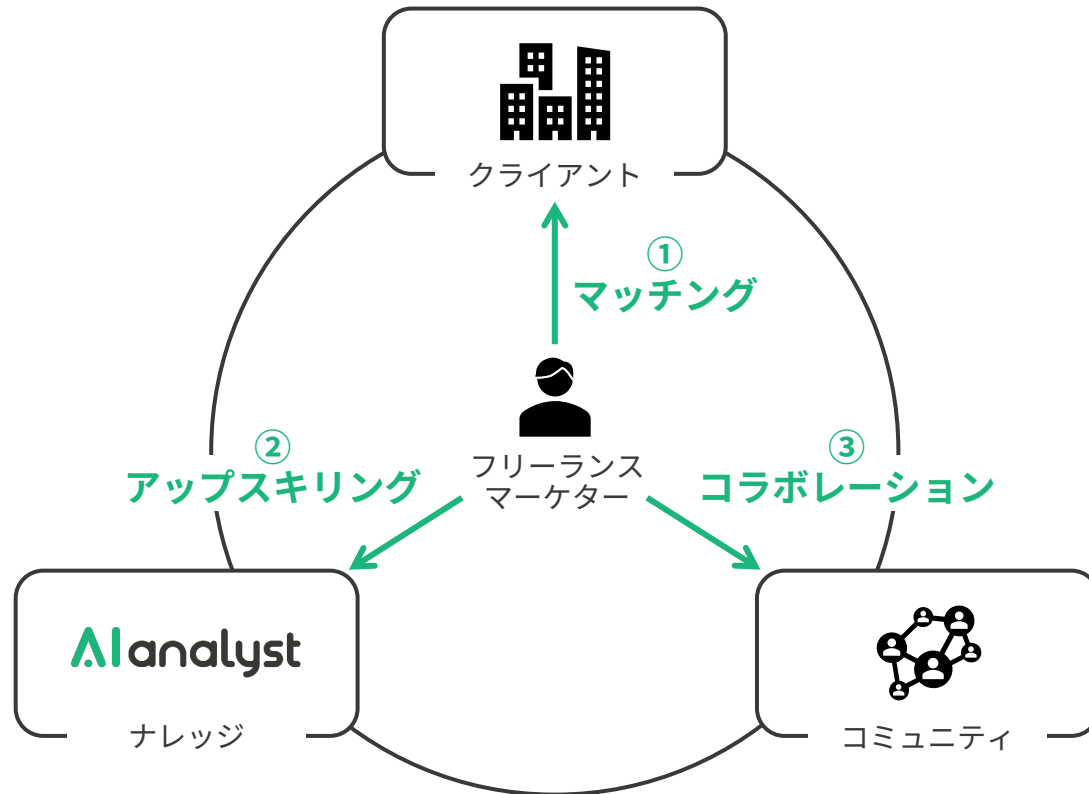 クライアント
①
マッチング
フリーランス
マーケター
②
アップスキリング
③
コラボレーション
AI analyst
ナレッジ
コミュニティ